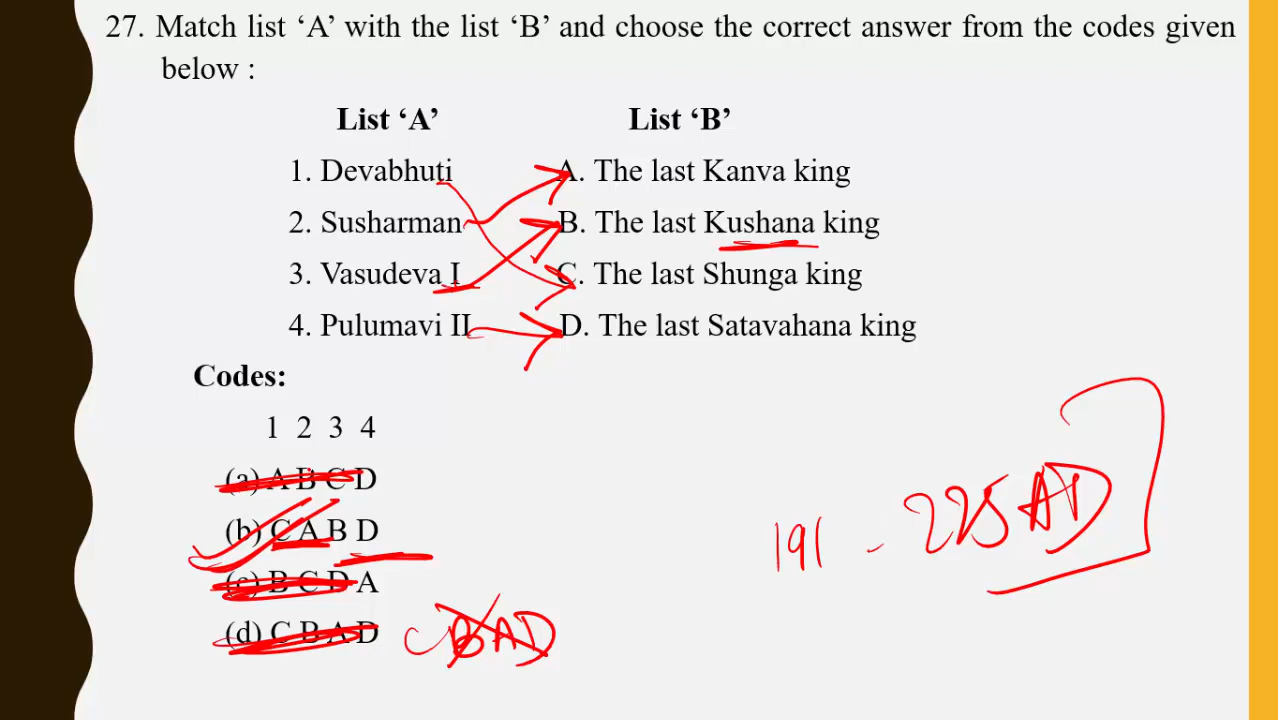 27. Match list ‘A’ with the list ‘B’ and choose the correct answer from the codes given
below :
List ‘A’ List ‘B’
1. Devabhuti A. The last Kanva king
2. Susharman B. The last Kushana king
3. Vasudeva I C. The last Shunga king
4. Pulumavi II D. The last Satavahana king
Codes:
1 2 3 4
(a) A B C D
(b) C A B D
191 - 225 AD
(c) B C D A
(d) C B A D C B A D